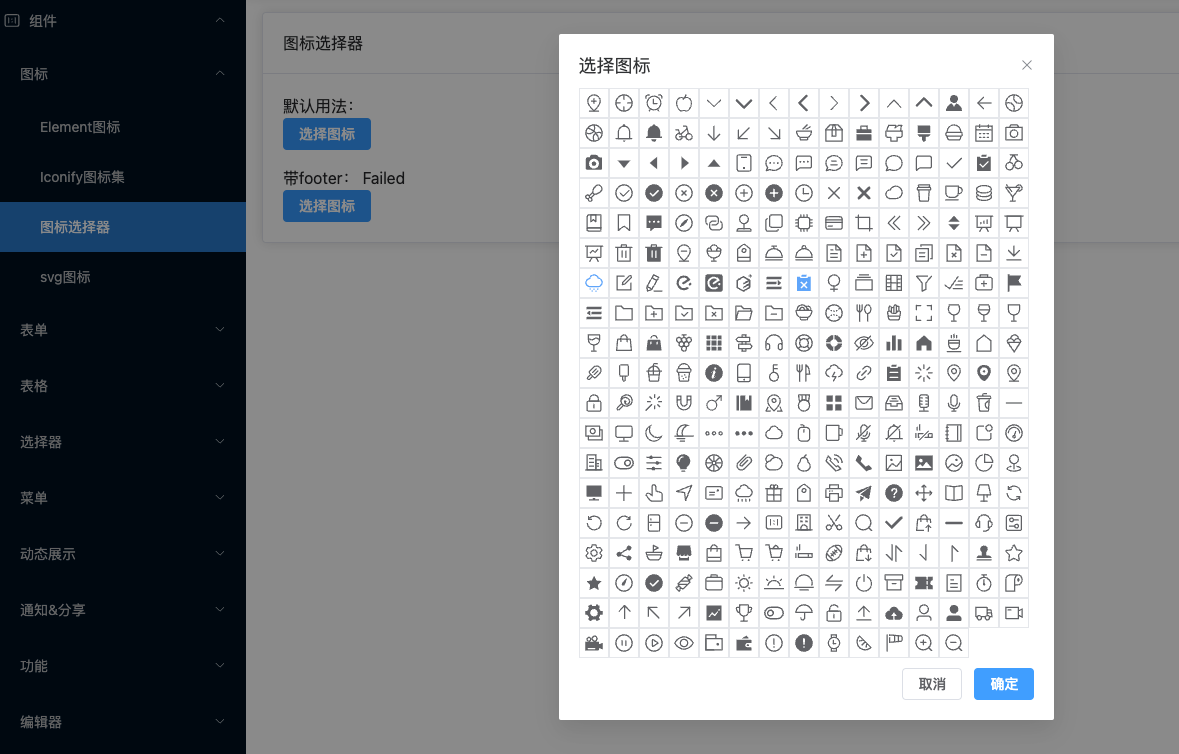 组件
图标
Element图标
Iconify图标集
图标选择器
svg图标
表单
表格
选择器
菜单
动态展示
通知&分享
功能
编辑器
图标选择器
默认用法：
选择图标
带footer： Failed
选择图标
选择图标
取消
确定